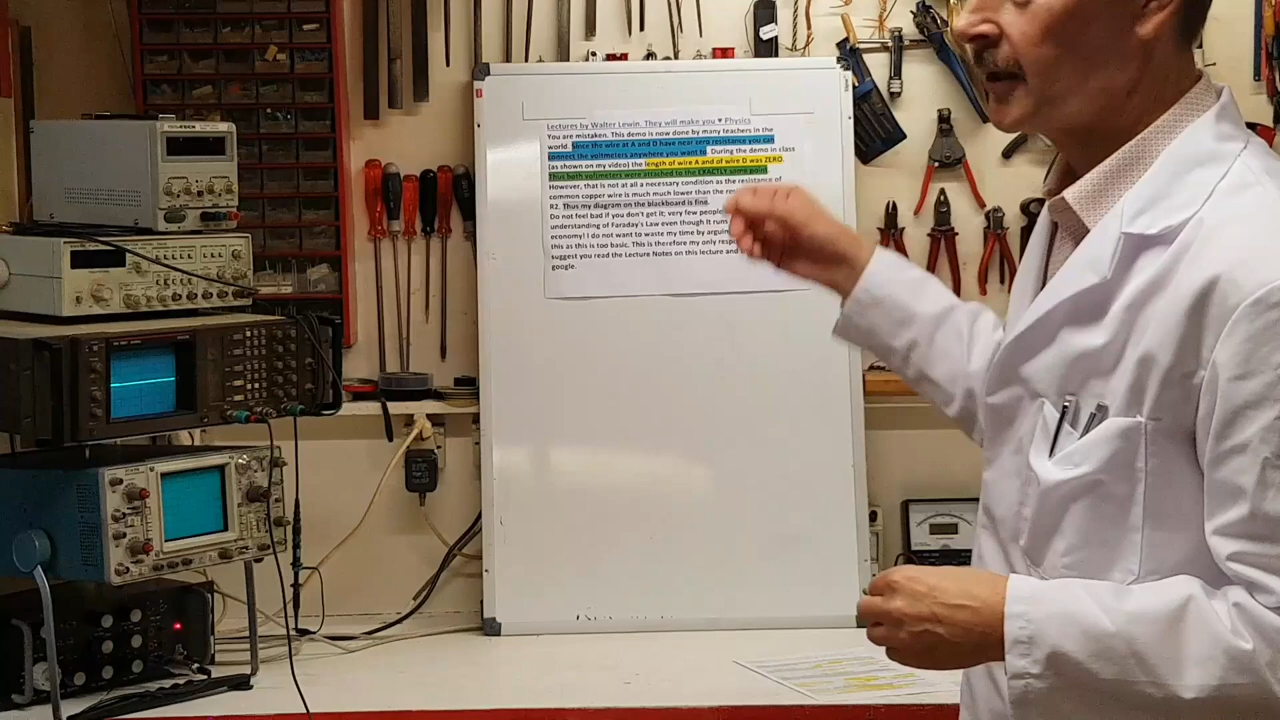 Lectures by Walter Lewin. They will make you ♥ Physics
You are mistaken. This demo is now done by many teachers in the
world. Since the wire at A and D have near zero resistance you can
connect the voltmeters anywhere you want to. During the demo in class
(as shown on my video) the length of wire A and of wire D was ZERO.
Thus both voltmeters were attached to the EXACTLY same point.
However, that is not at all a necessary condition as the resistance of
common copper wire is much much lower than the
R2. Thus my diagram on the blackboard is fine.
Do not feel bad if you don't get it; very few people
understanding of Faraday's Law even though it runs
economy! I do not want to waste my time by
this as this is too basic. This is therefore my only
suggest you read the Lecture Notes on this lecture and
google.